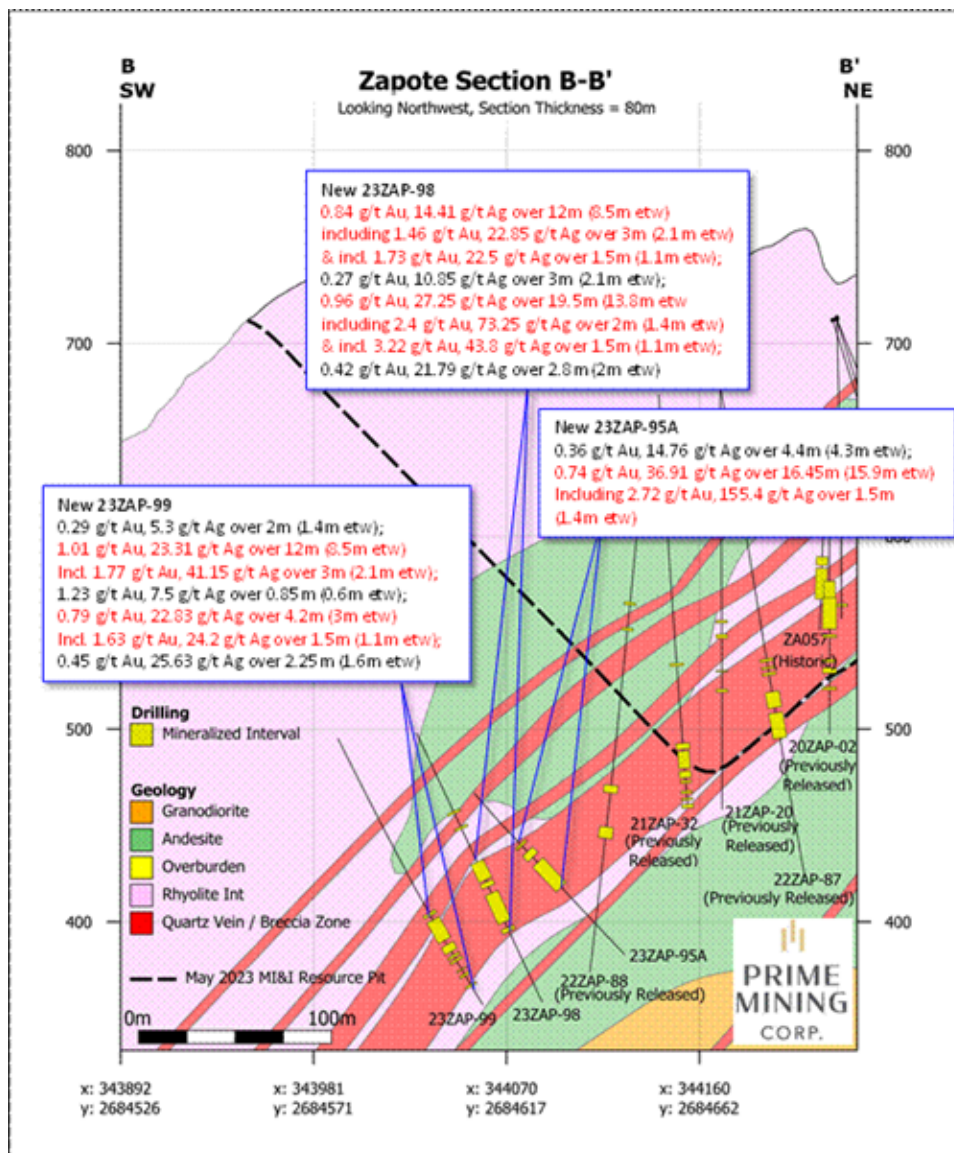 B
SW
Zapote Section B-B'
Looking Northwest, Section Thickness = 80m
B'
NE
800
800
New 23ZAP-98
0.84 g/t Au, 14.41 g/t Ag over 12m (8.5m etw)
including 1.46 g/t Au, 22.85 g/t Ag over 3m (2.1m etw)
& incl. 1.73 g/t Au, 22.5 g/t Ag over 1.5m (1.1m etw);
0.27 g/t Au, 10.85 g/t Ag over 3m (2.1m etw);
0.96 g/t Au, 27.25 g/t Ag over 19.5m (13.8m etw
including 2.4 g/t Au, 73.25 g/t Ag over 2m (1.4m etw)
& incl. 3.22 g/t Au, 43.8 g/t Ag over 1.5m (1.1m etw);
0.42 g/t Au, 21.79 g/t Ag over 2.8m (2m etw)
700
700
New 23ZAP-95A
0.36 g/t Au, 14.76 g/t Ag over 4.4m (4.3m etw);
0.74 g/t Au, 36.91 g/t Ag over 16.45m (15.9m etw)
Including 2.72 g/t Au, 155.4 g/t Ag over 1.5m
(1.4m etw)
New 23ZAP-99
0.29 g/t Au, 5.3 g/t Ag over 2m (1.4m etw);
1.01 g/t Au, 23.31 g/t Ag over 12m (8.5m etw)
Incl. 1.77 g/t Au, 41.15 g/t Ag over 3m (2.1m etw);
1.23 g/t Au, 7.5 g/t Ag over 0.85m (0.6m etw);
0.79 g/t Au, 22.83 g/t Ag over 4.2m (3m etw)
Incl. 1.63 g/t Au, 24.2 g/t Ag over 1.5m (1.1m etw);
0.45 g/t Au, 25.63 g/t Ag over 2.25m (1.6m etw)
ZA057
(Historic)
500
500
Drilling
Mineralized Interval
Geology
Granodiorite
Andesite
Overburden
Rhyolite Int
Quartz Vein / Breccia Zone
May 2023 MI&I Resource Pit
0m
100m
20ZAP-02
(Previously
Released)
21ZAP-20
(Previously
Released)
21ZAP-32
(Previously
Released)
22ZAP-87
(Previously Released)
400
400
23ZAP-95A
22ZAP-88
(Previously Released)
23ZAP-98
23ZAP-99
PRIME
MINING
CORP.
x: 343892
y: 2684526
x: 343981
y: 2684571
x: 344070
y: 2684617
x: 344160
y: 2684662